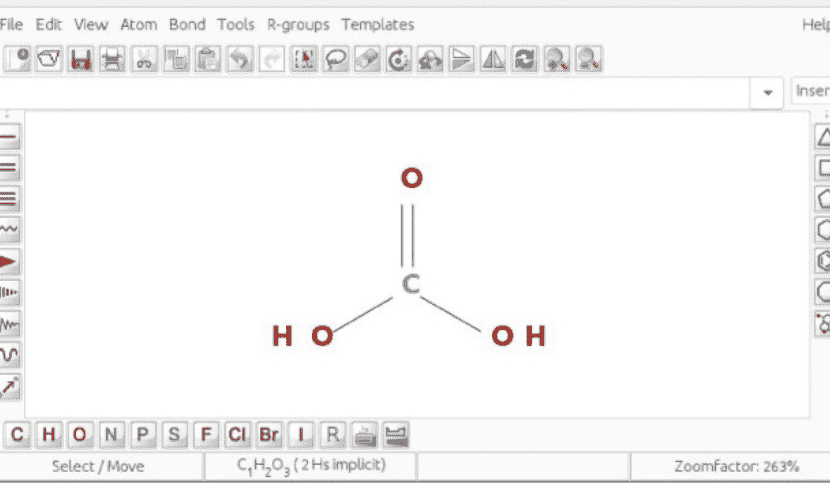 File Edit View Atom Bond Tools R-groups Templates Help
Inser
O
C
H O O H
C H O N P S F Cl Br I R
Select / Move C₁H₂O₃ ( 2 Hs implicit) Zoomfactor: 263%